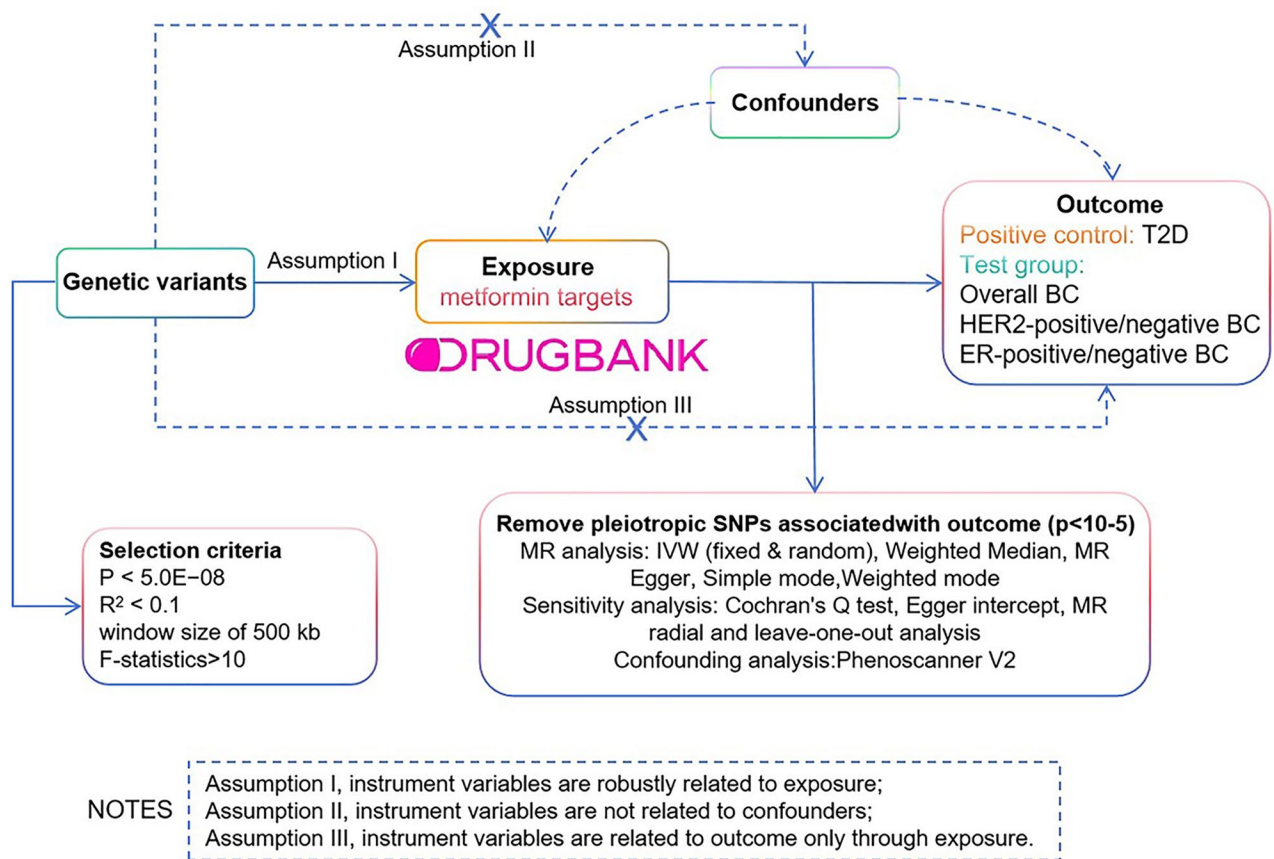 X
Assumption II
Confounders
Outcome
Positive control: T2D
Test group:
Overall BC
HER2-positive/negative BC
ER-positive/negative BC
Genetic variants
Assumption I
Exposure
metformin targets
DRUGBANK
Assumption III
X
Selection criteria
P < 5.0E−08
R² < 0.1
window size of 500 kb
F-statistics>10
Remove pleiotropic SNPs associatedwith outcome (p<10-5)
MR analysis: IVW (fixed & random), Weighted Median, MR
Egger, Simple mode,Weighted mode
Sensitivity analysis: Cochran's Q test, Egger intercept, MR
radial and leave-one-out analysis
Confounding analysis:Phenoscanner V2
NOTES
Assumption I, instrument variables are robustly related to exposure;
Assumption II, instrument variables are not related to confounders;
Assumption III, instrument variables are related to outcome only through exposure.